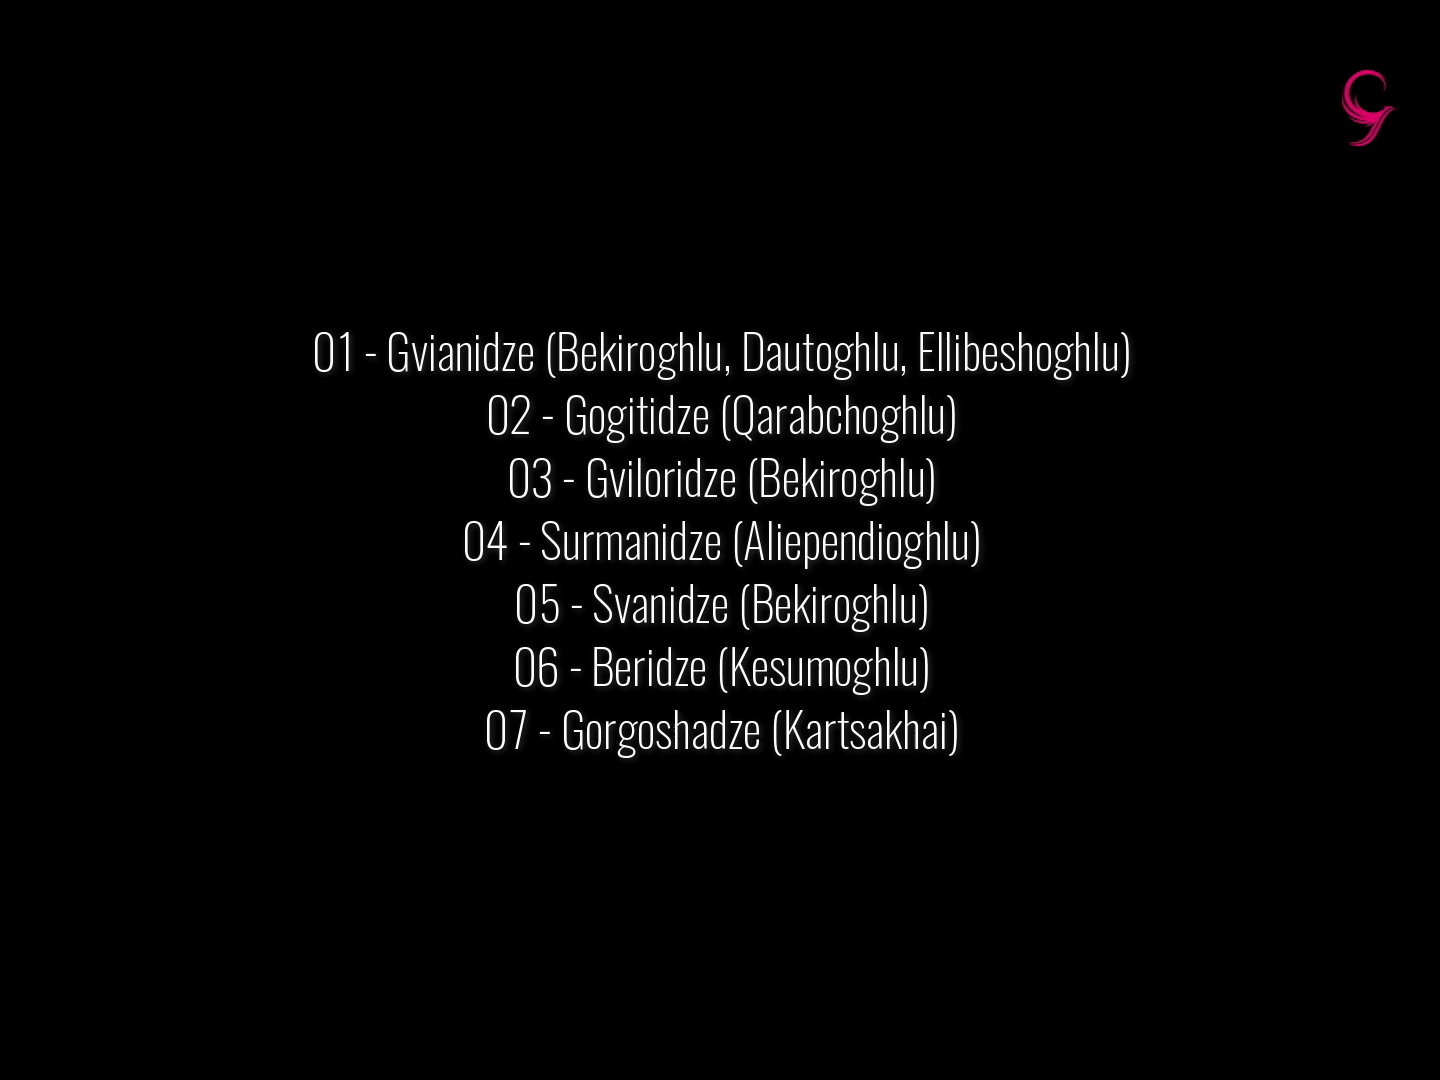 01 - Gvianidze (Bekiroghlu, Dautoghlu, Ellibeshoghlu)
02 - Gogitidze (Qarabchoghlu)
03 - Gviloridze (Bekiroghlu)
04 - Surmanidze (Aliependioghlu)
05 - Svanidze (Bekiroghlu)
06 - Beridze (Kesumoghlu)
07 - Gorgoshadze (Kartsakhai)